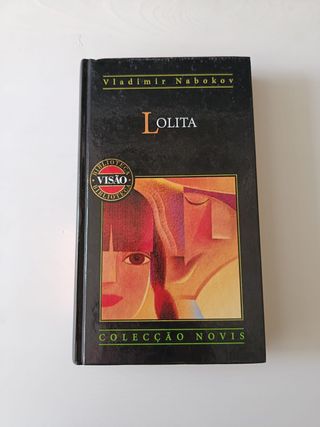 Vladimir Nabokov
LOLITA
BIBLIOTECA
VISÃO
BIBLIOTECA
COLECÇÃO NOVIS